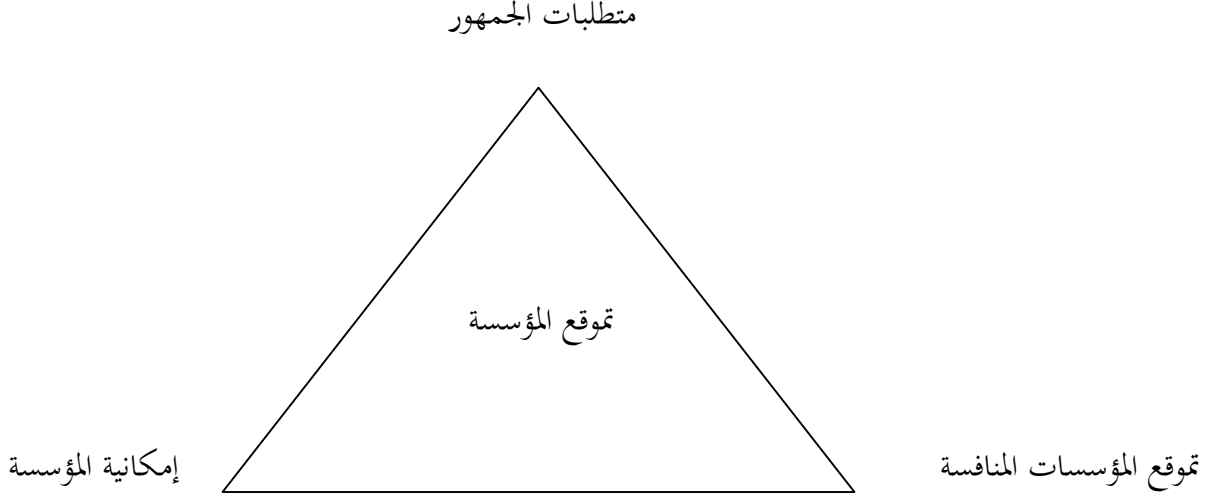 متطلبات الجمهور
تموقع المؤسسة
تموقع المؤسسات المنافسة
إمكانية المؤسسة